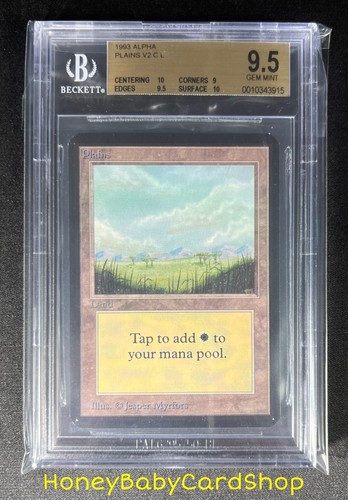 1993 ALPHA
PLAINS V2 C L
BECKETT®
CENTERING 10 CORNERS 9
EDGES 9.5 SURFACE 10
9.5
GEM MINT
0010343915
Plains
Land
Tap to add to
your mana pool.
Illus. © Jesper Myrfors
HoneyBabyCardShop